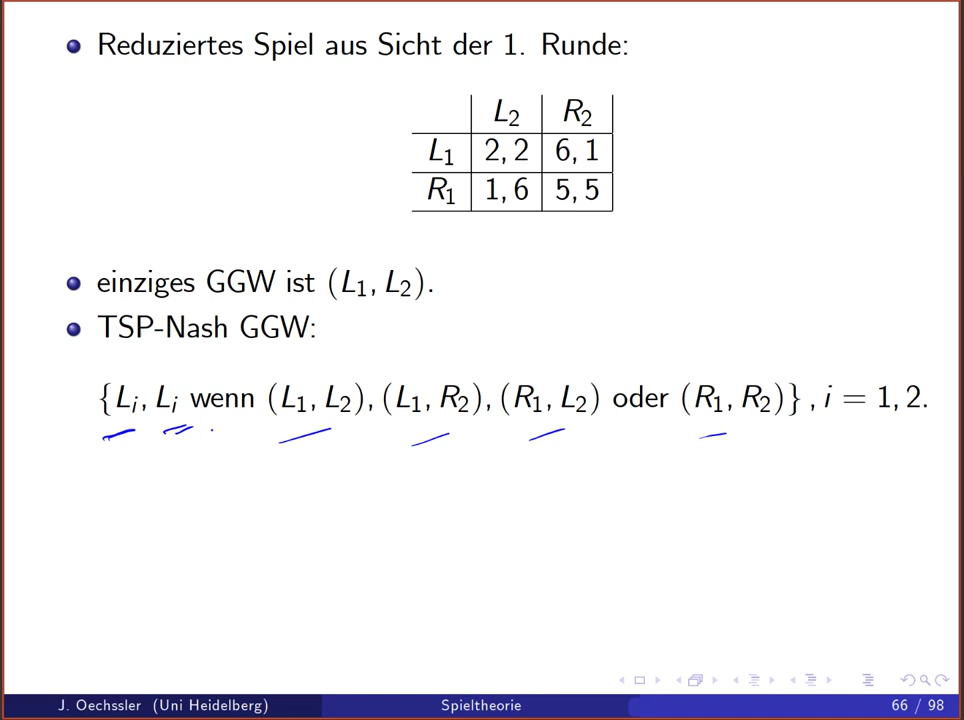 Reduziertes Spiel aus Sicht der 1. Runde:
L₂ R₂
L₁ 2, 2 6, 1
R₁ 1, 6 5, 5
einziges GGW ist (L₁, L₂).
TSP-Nash GGW:
{Lᵢ, Lᵢ wenn (L₁, L₂), (L₁, R₂), (R₁, L₂) oder (R₁, R₂)} , i = 1, 2.
J. Oechssler (Uni Heidelberg) Spieltheorie 66 / 98